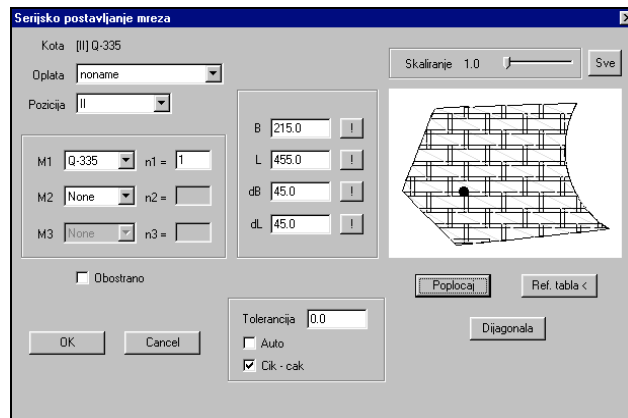 Serijsko postavljanje mreza
Kota [II] Q-335
Oplata noname
Pozicija II
M1 Q-335 n1 = 1
M2 None n2 =
M3 None n3 =
Obostrano
OK Cancel
B 215.0 !
L 455.0 !
dB 45.0 !
dL 45.0 !
Tolerancija 0.0
Auto
Cik - cak
Skaliranje 1.0 Sve
Poplocaj Ref. tabla <
Dijagonala